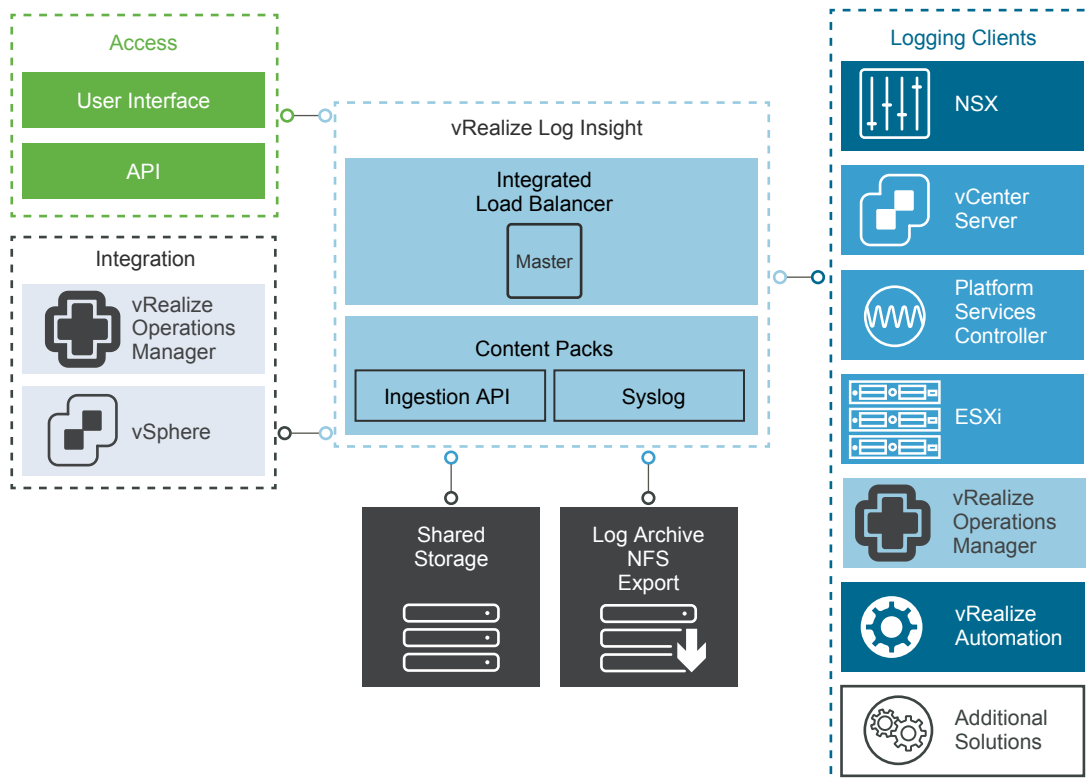 Access
User Interface
API
Integration
vRealize
Operations
Manager
vSphere
vRealize Log Insight
Integrated
Load Balancer
Master
Content Packs
Ingestion API
Syslog
Shared
Storage
Log Archive
NFS
Export
Logging Clients
NSX
vCenter
Server
Platform
Services
Controller
ESXi
vRealize
Operations
Manager
vRealize
Automation
Additional
Solutions